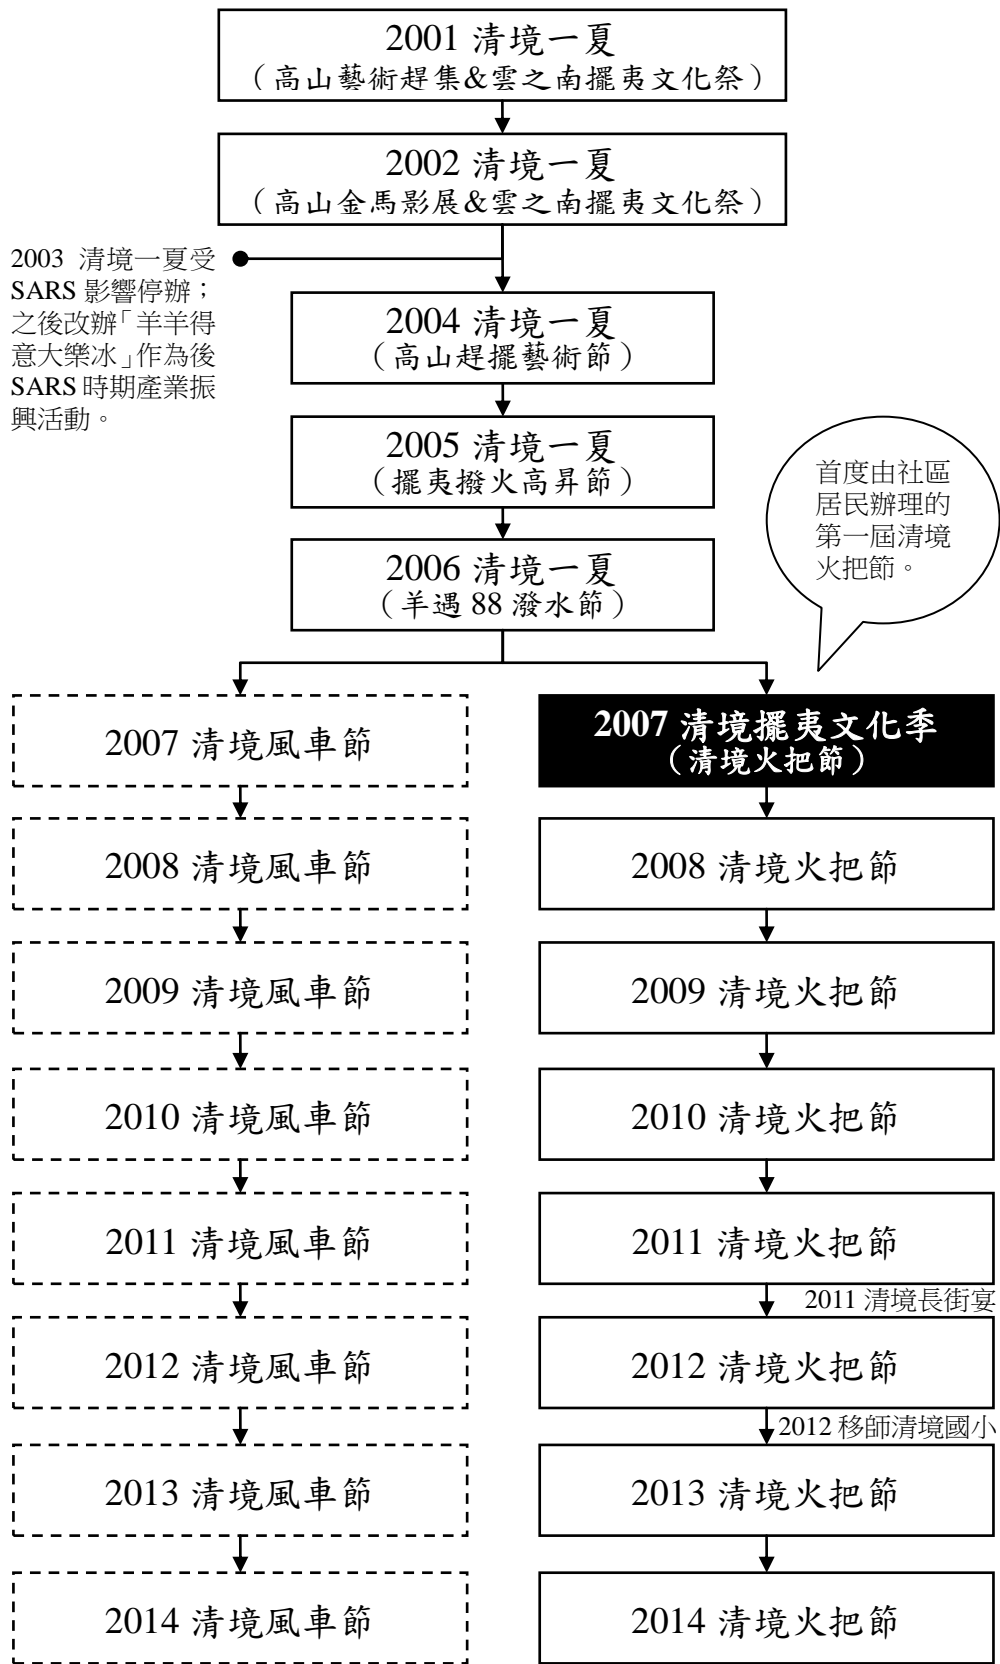 2001 清境一夏
（高山藝術趕集&雲之南擺夷文化祭）
2002 清境一夏
（高山金馬影展&雲之南擺夷文化祭）
2003 清境一夏受
SARS 影響停辦；
之後改辦「羊羊得
意大樂冰」作為後
SARS 時期產業振
興活動。
2004 清境一夏
（高山趕擺藝術節）
2005 清境一夏
（擺夷撥火高昇節）
首度由社區
居民辦理的
第一屆清境
火把節。
2006 清境一夏
（羊遇 88 潑水節）
2007 清境風車節
2007 清境擺夷文化季
（清境火把節）
2008 清境風車節
2008 清境火把節
2009 清境風車節
2009 清境火把節
2010 清境風車節
2010 清境火把節
2011 清境風車節
2011 清境火把節
2011 清境長街宴
2012 清境風車節
2012 清境火把節
2012 移師清境國小
2013 清境風車節
2013 清境火把節
2014 清境風車節
2014 清境火把節